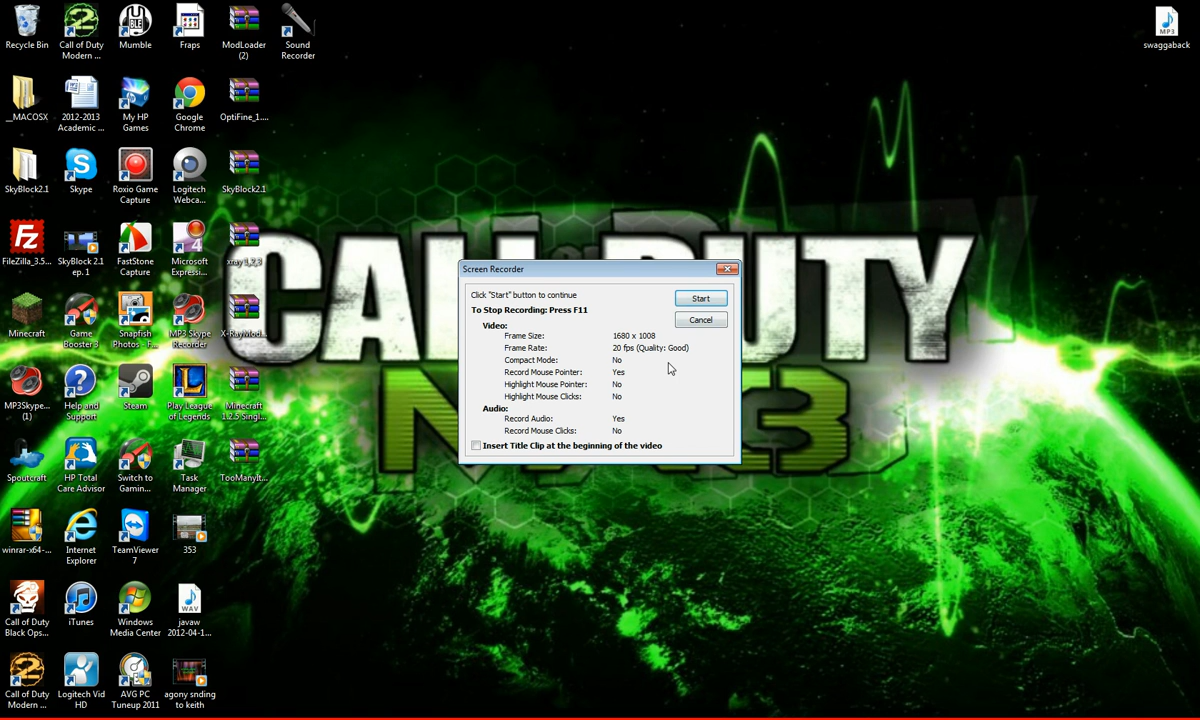 Recycle Bin
Call of Duty
Modern ...
Mumble
Fraps
ModLoader
(2)
Sound
Recorder
MP3
swaggaback
__MACOSX
2012-2013
Academic ...
My HP
Games
Google
Chrome
OptiFine_1....
SkyBlock2.1
Skype
Roxio Game
Capture
Logitech
Webca...
SkyBlock2.1
FileZilla_3.5...
SkyBlock 2.1
ep. 1
FastStone
Capture
Microsoft
Expressi...
xray 1,2,3
Minecraft
Game
Booster 3
Snapfish
Photos - F...
MP3 Skype
Recorder
X-RayMod...
MP3Skype...
(1)
Help and
Support
Steam
Play League
of Legends
Minecraft
1.2.5 Singl...
Spoutcraft
HP Total
Care Advisor
Switch to
Gamin...
Task
Manager
TooManyIt...
winrar-x64-...
Internet
Explorer
TeamViewer
7
353
Call of Duty
Black Ops...
iTunes
Windows
Media Center
WAV
javaw
2012-04-1...
Call of Duty
Modern ...
Logitech Vid
HD
AVG PC
Tuneup 2011
agony snding
to keith
CALL OF DUTY
MW3
Screen Recorder
Click "Start" button to continue
Start
To Stop Recording: Press F11
Cancel
Video:
Frame Size: 1680 x 1008
Frame Rate: 20 fps (Quality: Good)
Compact Mode: No
Record Mouse Pointer: Yes
Highlight Mouse Pointer: No
Highlight Mouse Clicks: No
Audio:
Record Audio: Yes
Record Mouse Clicks: No
Insert Title Clip at the beginning of the video